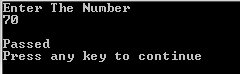 Enter The Number
70
Passed
Press any key to continue